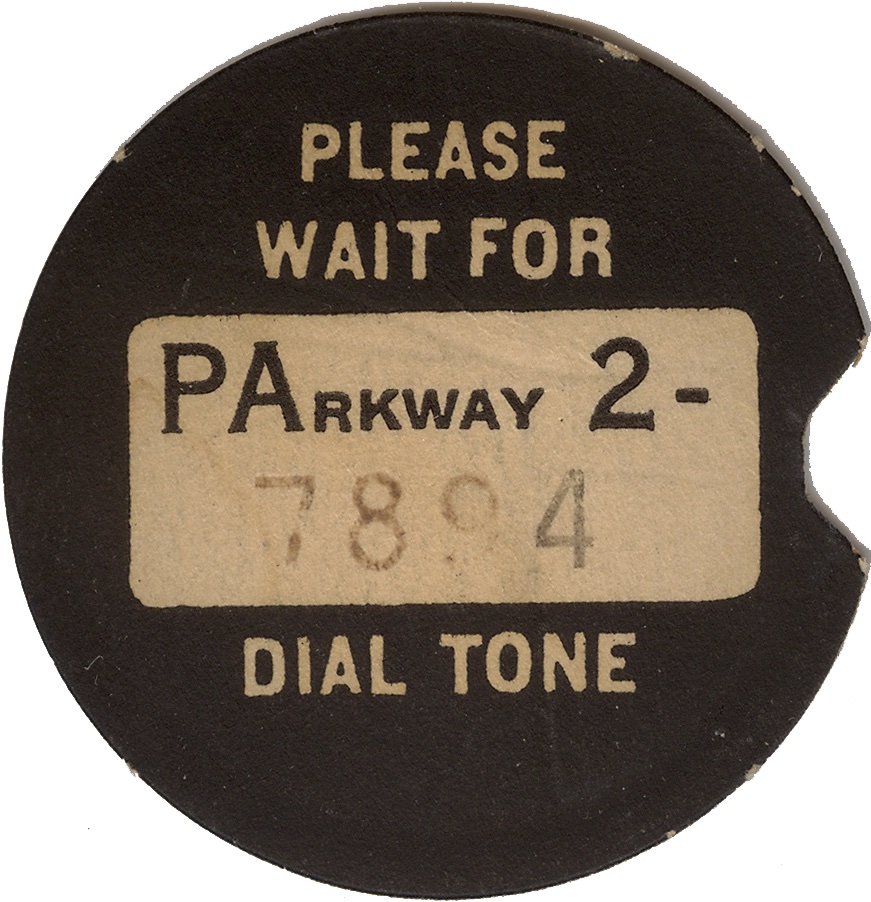 PLEASE
WAIT FOR
PARKWAY 2-
7894
DIAL TONE